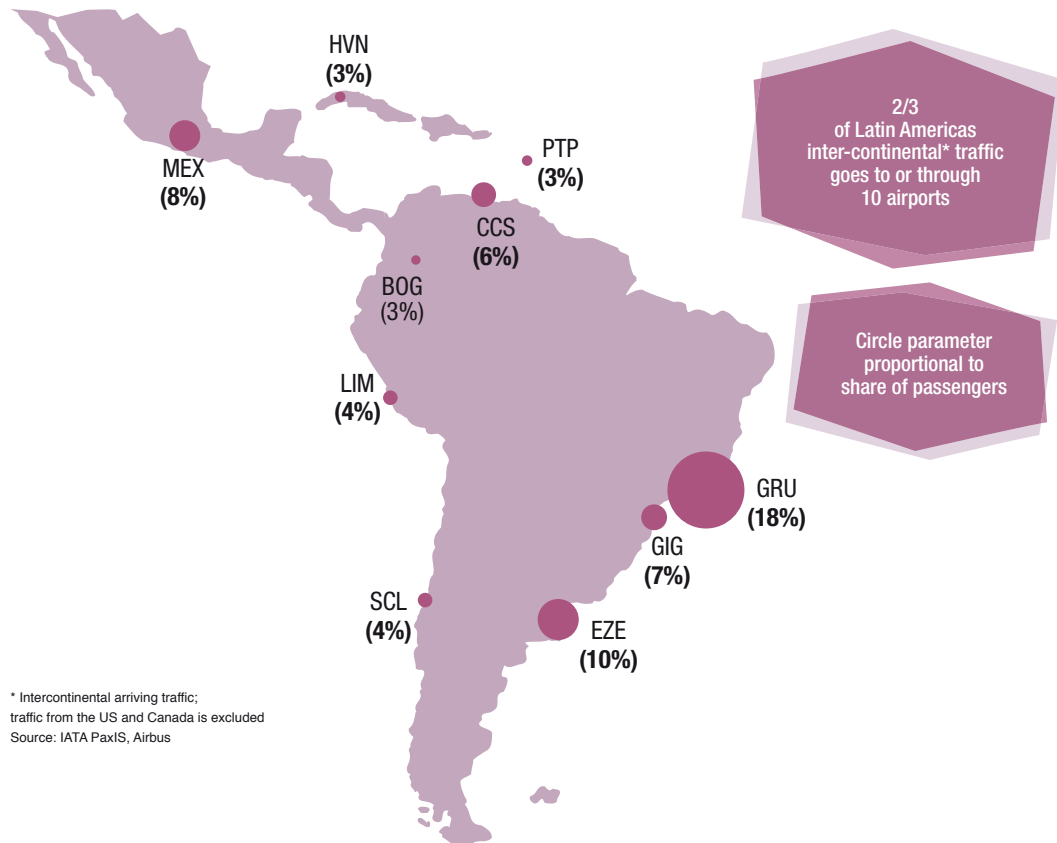 HVN
(3%)
MEX
(8%)
PTP
(3%)
CCS
(6%)
BOG
(3%)
LIM
(4%)
GRU
(18%)
GIG
(7%)
SCL
(4%)
EZE
(10%)
2/3
of Latin Americas
inter-continental* traffic
goes to or through
10 airports
Circle parameter
proportional to
share of passengers
* Intercontinental arriving traffic;
traffic from the US and Canada is excluded
Source: IATA PaxIS, Airbus